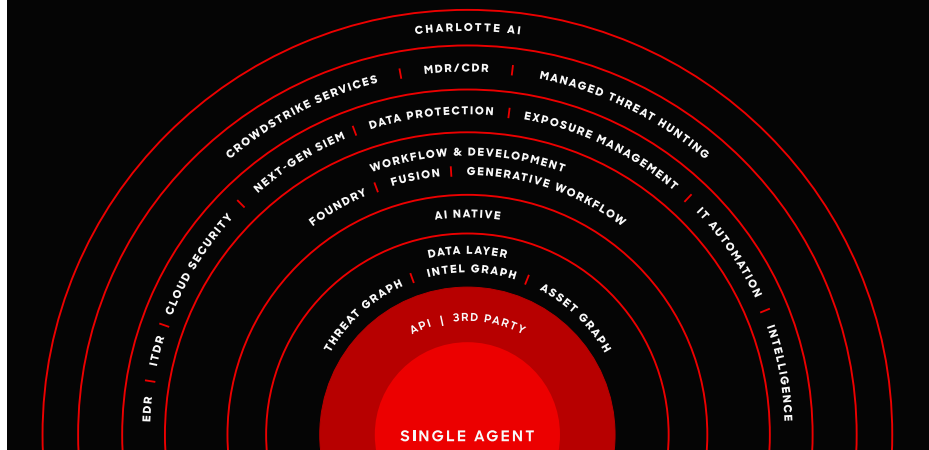 CHARLOTTE AI
CROWDSTRIKE SERVICES | MDR/CDR | MANAGED THREAT HUNTING
EDR | ITDR | CLOUD SECURITY | NEXT-GEN SIEM | DATA PROTECTION | EXPOSURE MANAGEMENT | IT AUTOMATION | INTELLIGENCE
WORKFLOW & DEVELOPMENT
FOUNDRY | FUSION | GENERATIVE WORKFLOW
AI NATIVE
DATA LAYER
THREAT GRAPH | INTEL GRAPH | ASSET GRAPH
API | 3RD PARTY
SINGLE AGENT